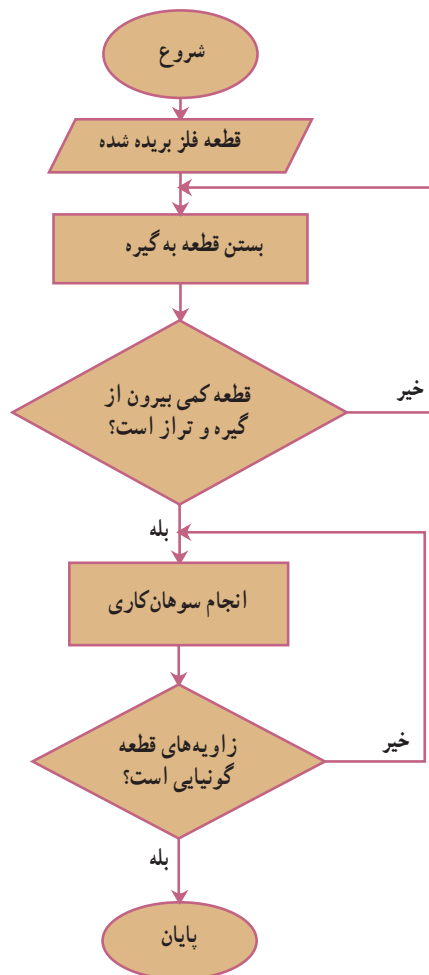 شروع
قطعه فلز بریده شده
بستن قطعه به گیره
قطعه کمی بیرون از
گیره و تراز است؟
خیر
بله
انجام سوهان‌کاری
زاویه‌های قطعه
گونیایی است؟
خیر
بله
پایان